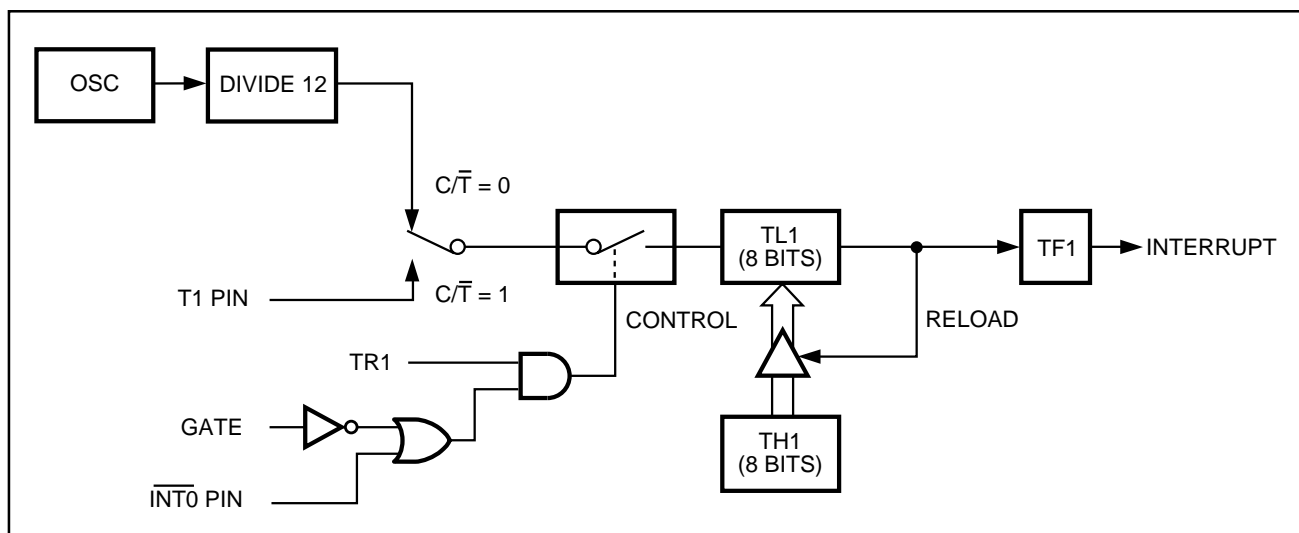 OSC
DIVIDE 12
C/T̅ = 0
TL1
(8 BITS)
TF1
INTERRUPT
T1 PIN
C/T̅ = 1
CONTROL
RELOAD
TR1
GATE
TH1
(8 BITS)
I̅N̅T̅0̅ PIN